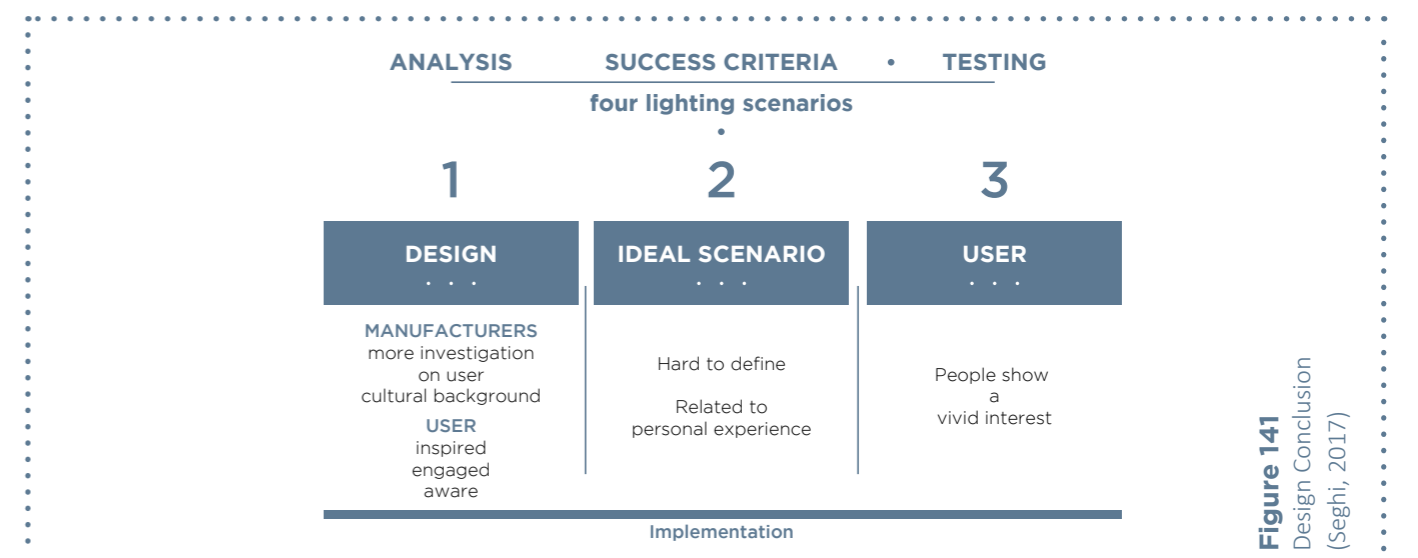 ANALYSIS SUCCESS CRITERIA • TESTING
four lighting scenarios
•
1 2 3
DESIGN
. . .
IDEAL SCENARIO
. . .
USER
. . .
MANUFACTURERS
more investigation
on user
cultural background
USER
inspired
engaged
aware
Hard to define
Related to
personal experience
People show
a
vivid interest
Implementation
Figure 141
Design Conclusion
(Seghi, 2017)